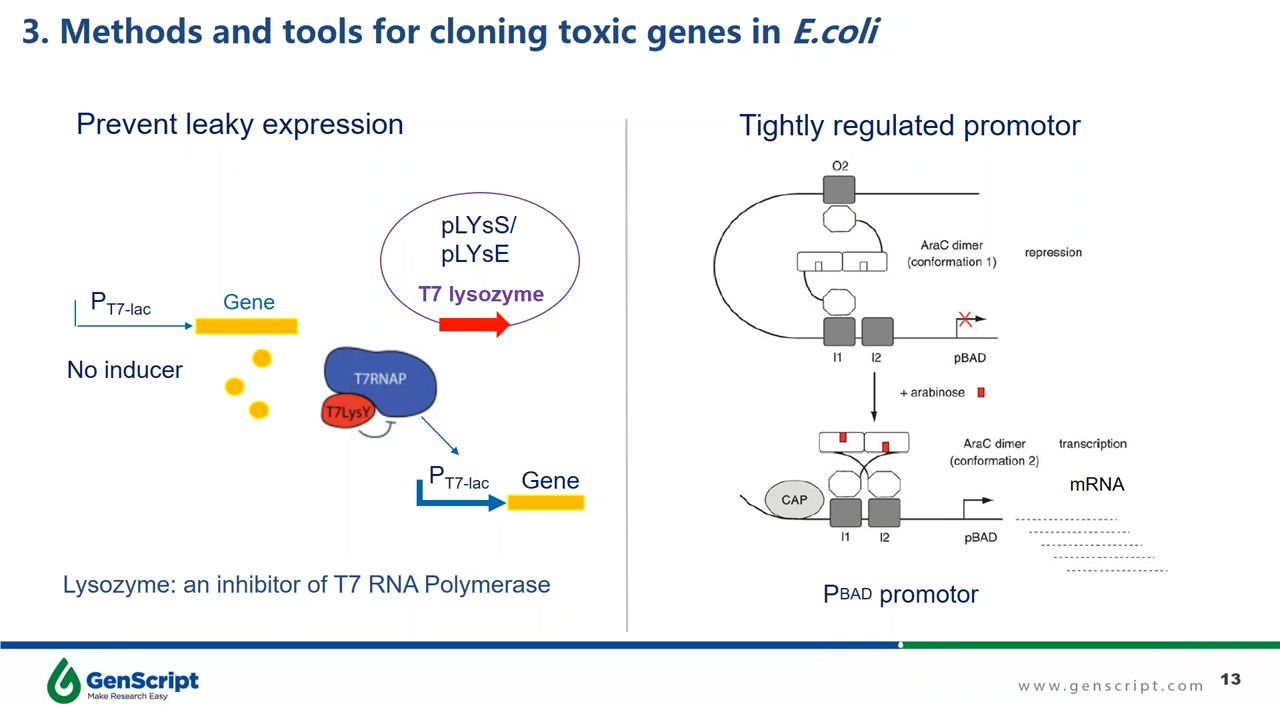 3. Methods and tools for cloning toxic genes in E.coli
Prevent leaky expression
pLYsS/
pLYsE
T7 lysozyme
PT7-lac
Gene
No inducer
T7RNAP
T7LysY
PT7-lac
Gene
Lysozyme: an inhibitor of T7 RNA Polymerase
Tightly regulated promotor
O2
AraC dimer
(conformation 1)
repression
I1
I2
pBAD
+ arabinose
AraC dimer
(conformation 2)
transcription
mRNA
CAP
I1
I2
pBAD
PBAD promotor
GenScript
Make Research Easy
www.genscript.com
13